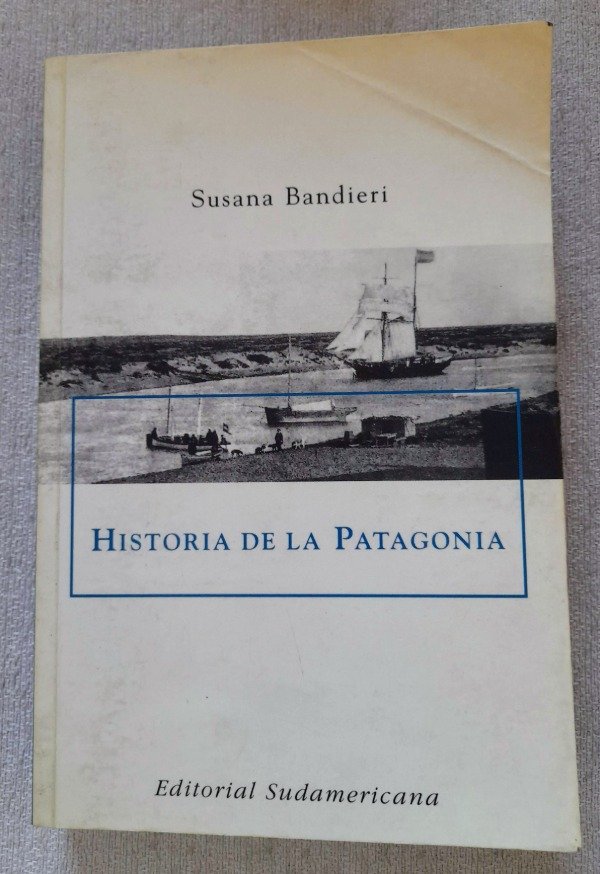 Susana Bandieri
HISTORIA DE LA PATAGONIA
Editorial Sudamericana